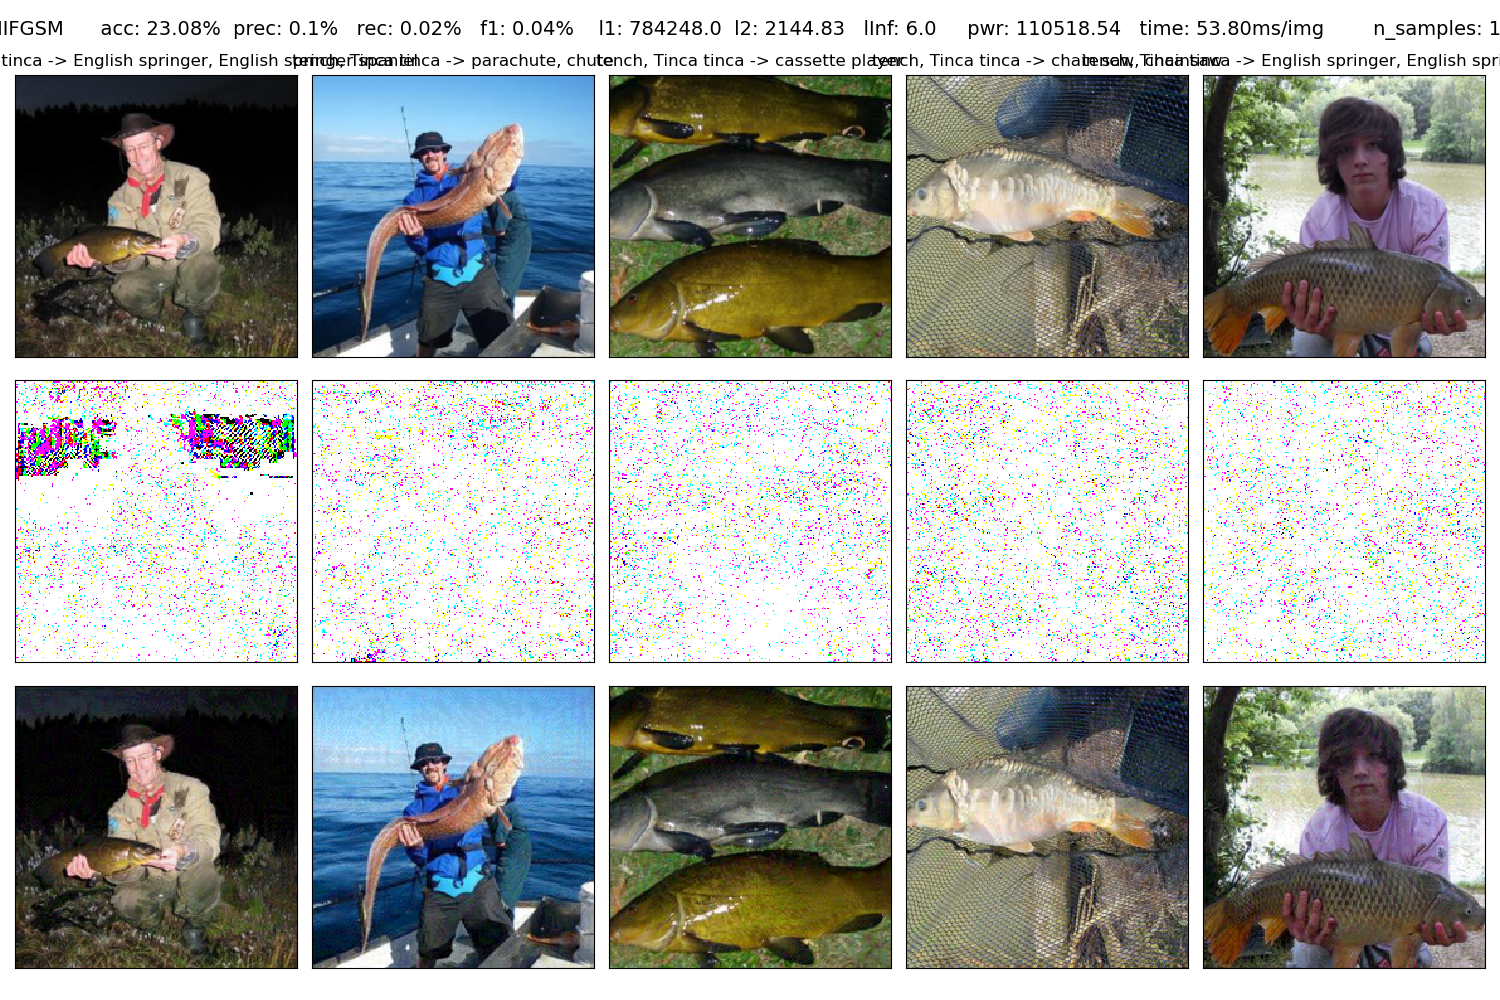 IIFGSM acc: 23.08% prec: 0.1% rec: 0.02% f1: 0.04% l1: 784248.0 l2: 2144.83 lInf: 6.0 pwr: 110518.54 time: 53.80ms/img n_samples: 1
tinca -> English springer, English springer spaniel tench, Tinca tinca -> parachute, chute tench, Tinca tinca -> cassette player tench, Tinca tinca -> chain saw, chainsaw tench, Tinca tinca -> English springer, English spri